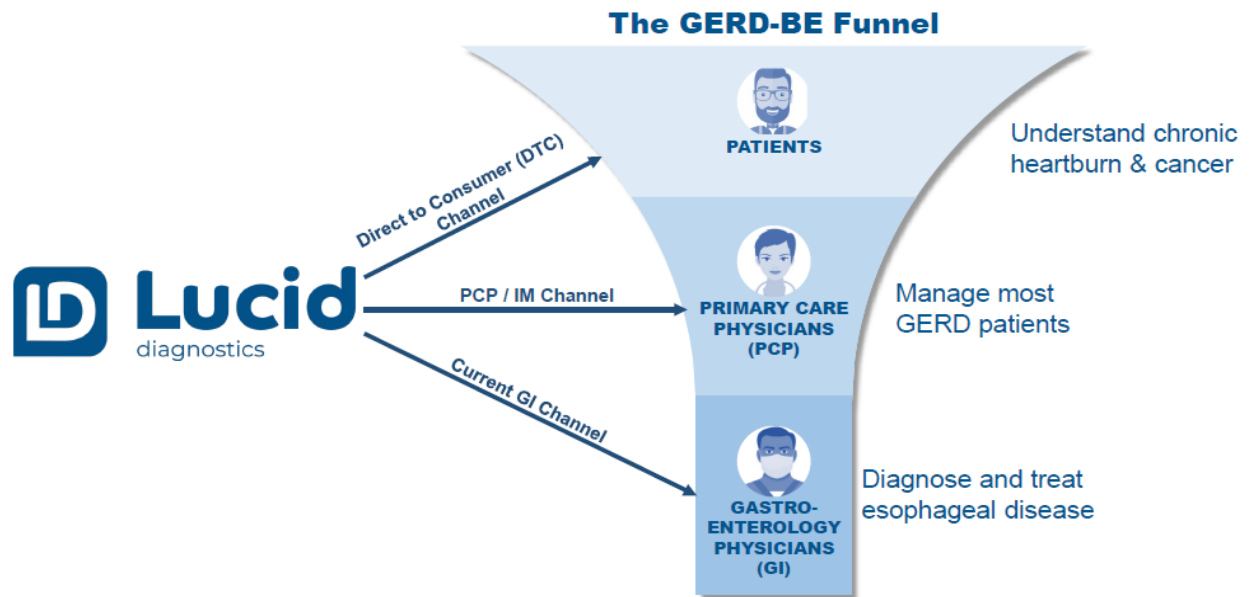 The GERD-BE Funnel
PATIENTS
Understand chronic
heartburn & cancer
Direct to Consumer (DTC)
Channel
LD Lucid
diagnostics
PCP / IM Channel
PRIMARY CARE
PHYSICIANS
(PCP)
Manage most
GERD patients
Current GI Channel
GASTRO-
ENTEROLOGY
PHYSICIANS
(GI)
Diagnose and treat
esophageal disease